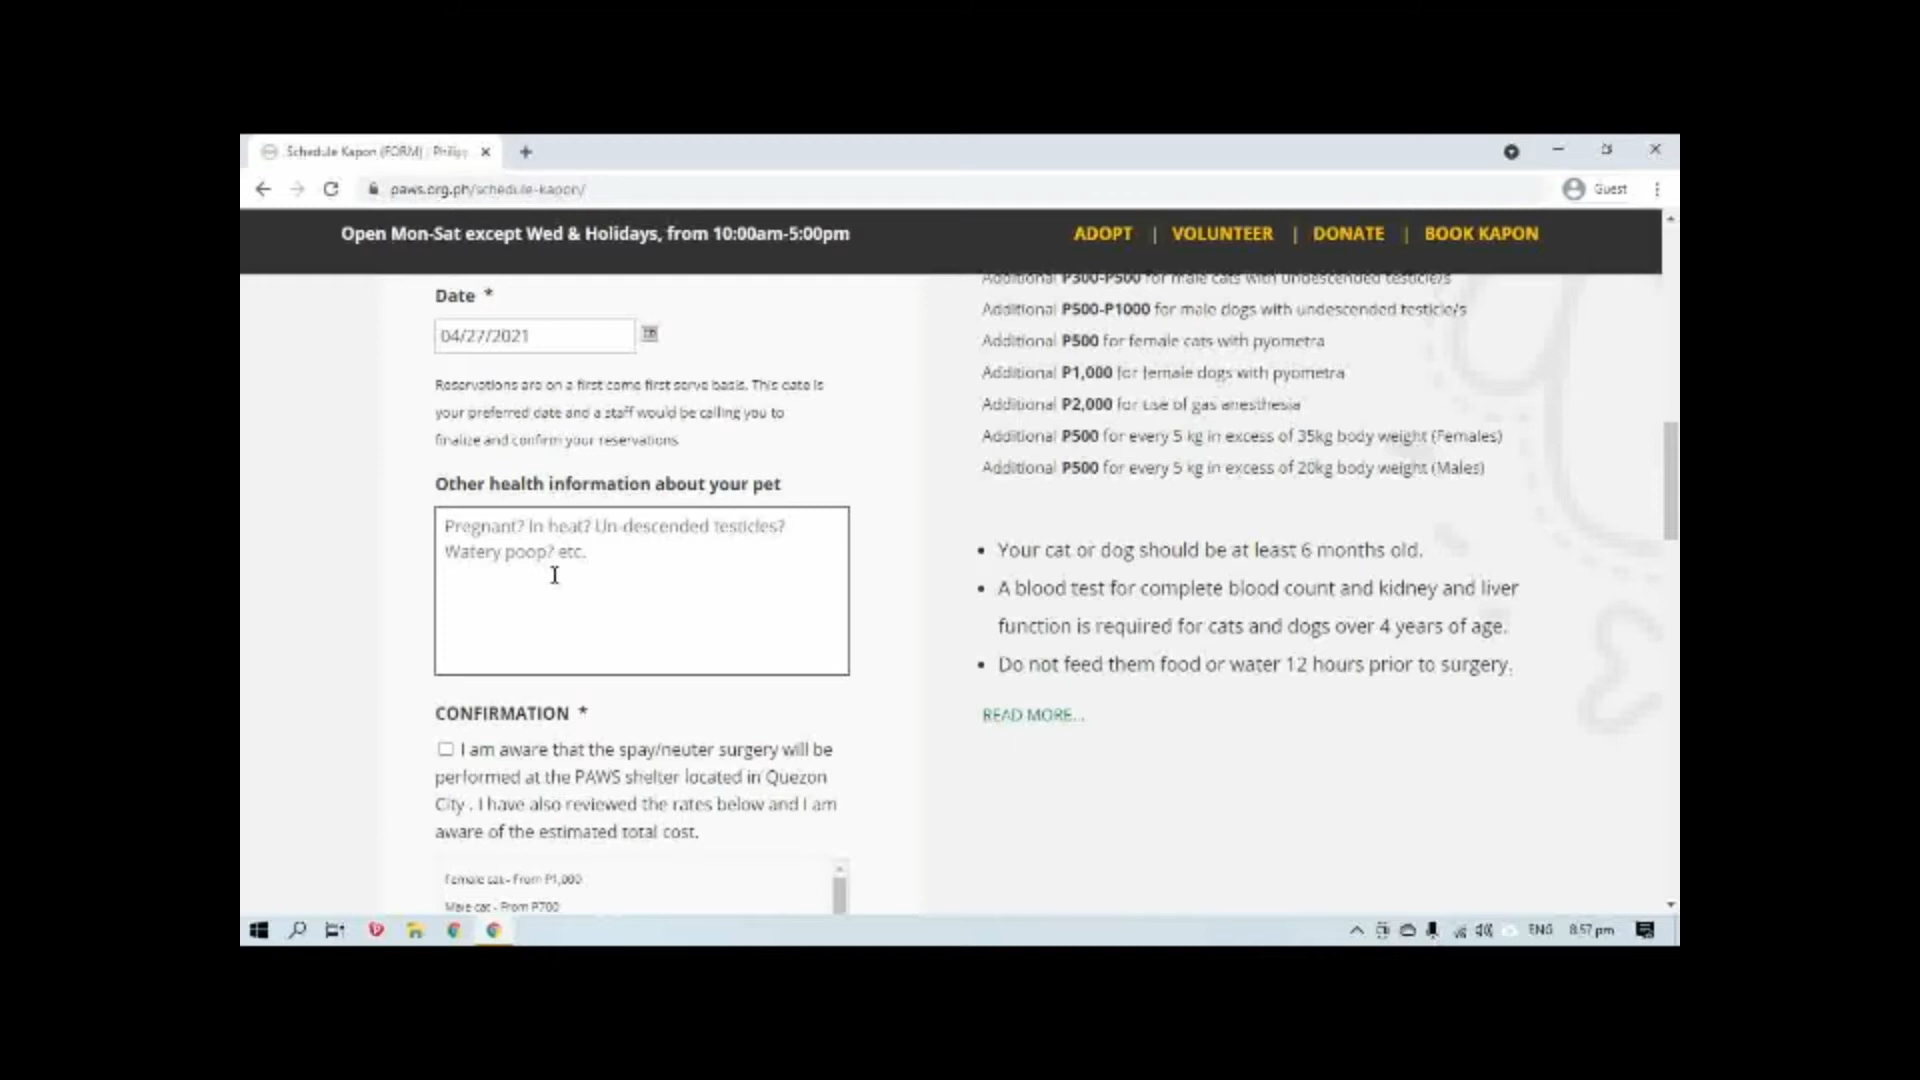 Schedule Kapon (FORM) | Philipp
paws.org.ph/schedule-kapon/
Guest
Open Mon-Sat except Wed & Holidays, from 10:00am-5:00pm
ADOPT | VOLUNTEER | DONATE | BOOK KAPON
Date *
04/27/2021
Reservations are on a first come first serve basis. This date is
your preferred date and a staff would be calling you to
finalize and confirm your reservations.
Other health information about your pet
Pregnant? In heat? Un-descended testicles?
Watery poop? etc.
CONFIRMATION *
I am aware that the spay/neuter surgery will be
performed at the PAWS shelter located in Quezon
City . I have also reviewed the rates below and I am
aware of the estimated total cost.
Female cat - From P1,000
Male cat - From P700
Additional P300-P500 for male cats with undescended testicle/s
Additional P500-P1000 for male dogs with undescended testicle/s
Additional P500 for female cats with pyometra
Additional P1,000 for female dogs with pyometra
Additional P2,000 for use of gas anesthesia
Additional P500 for every 5 kg in excess of 35kg body weight (Females)
Additional P500 for every 5 kg in excess of 20kg body weight (Males)
• Your cat or dog should be at least 6 months old.
• A blood test for complete blood count and kidney and liver
function is required for cats and dogs over 4 years of age.
• Do not feed them food or water 12 hours prior to surgery.
READ MORE...
ENG 8:57 pm